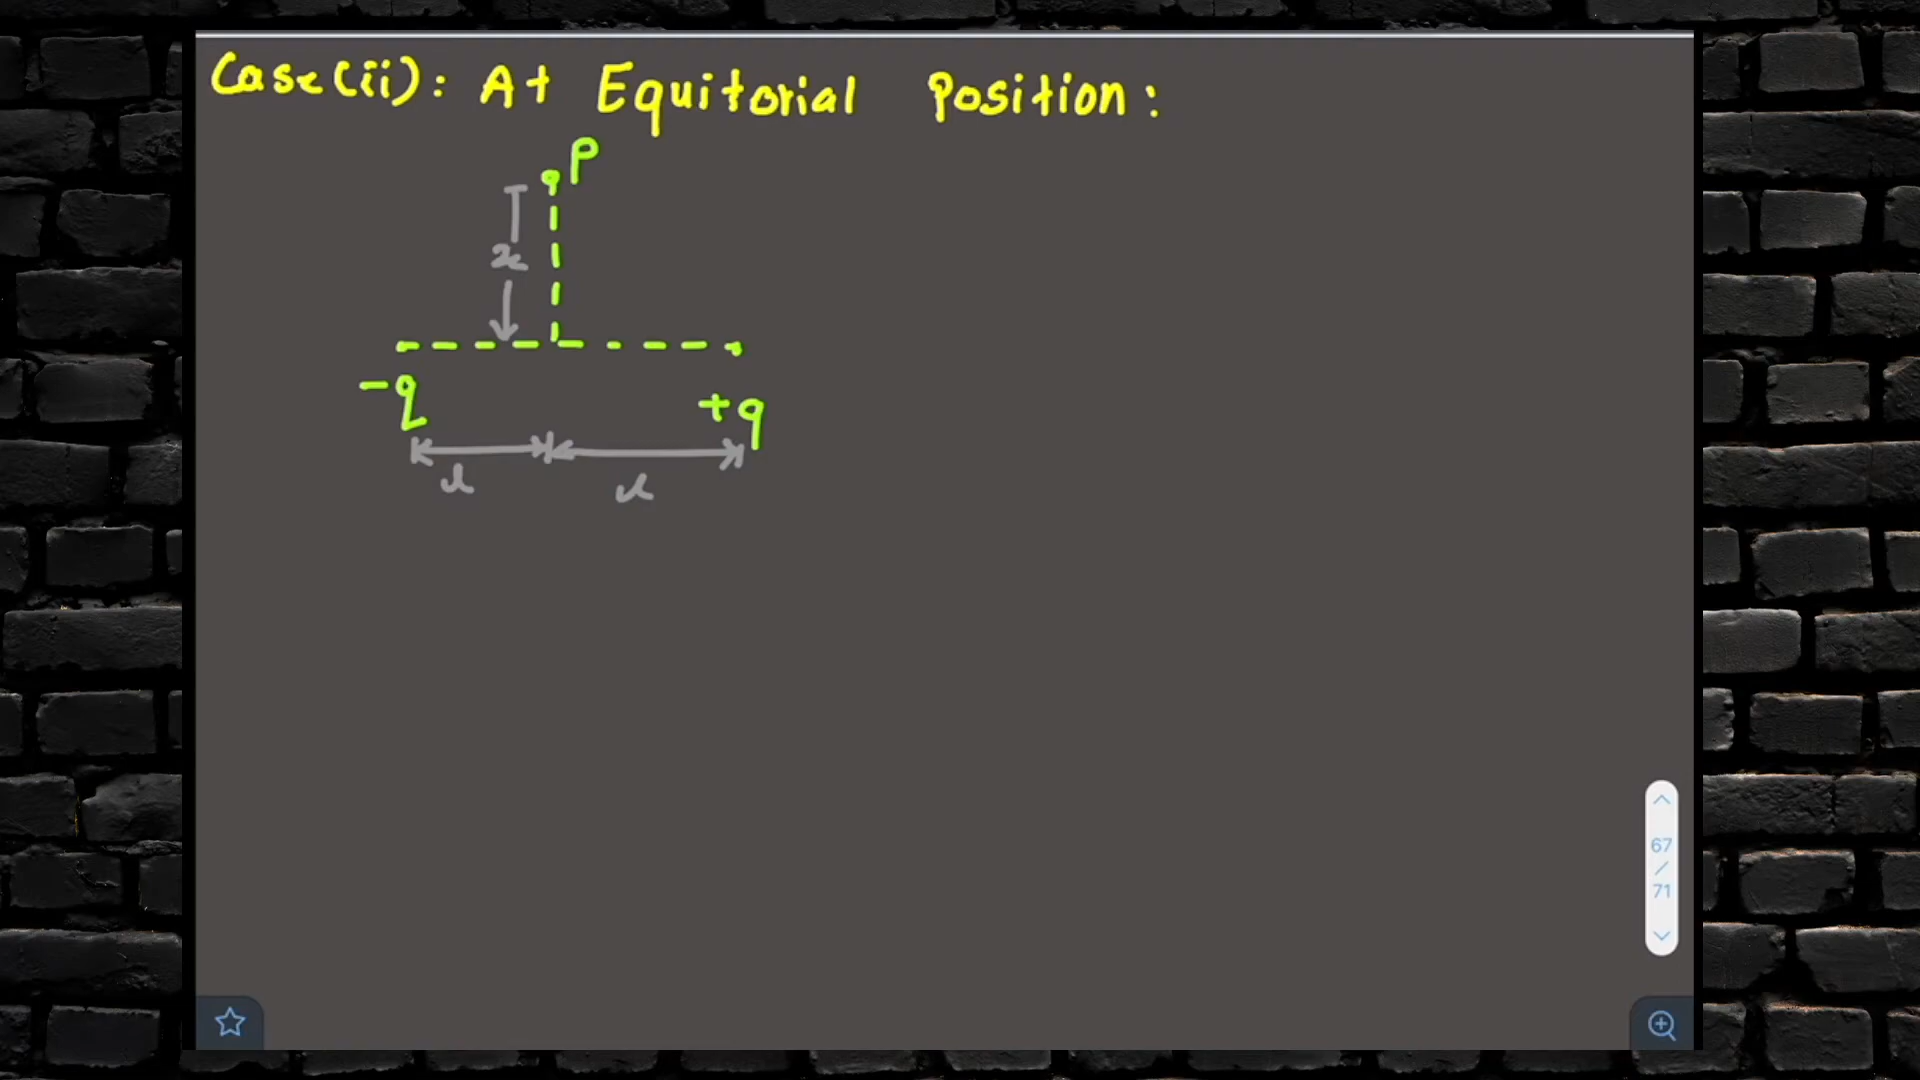 Case(ii): At Equitorial Position:
P
x
-q
+q
l l
67
/
71